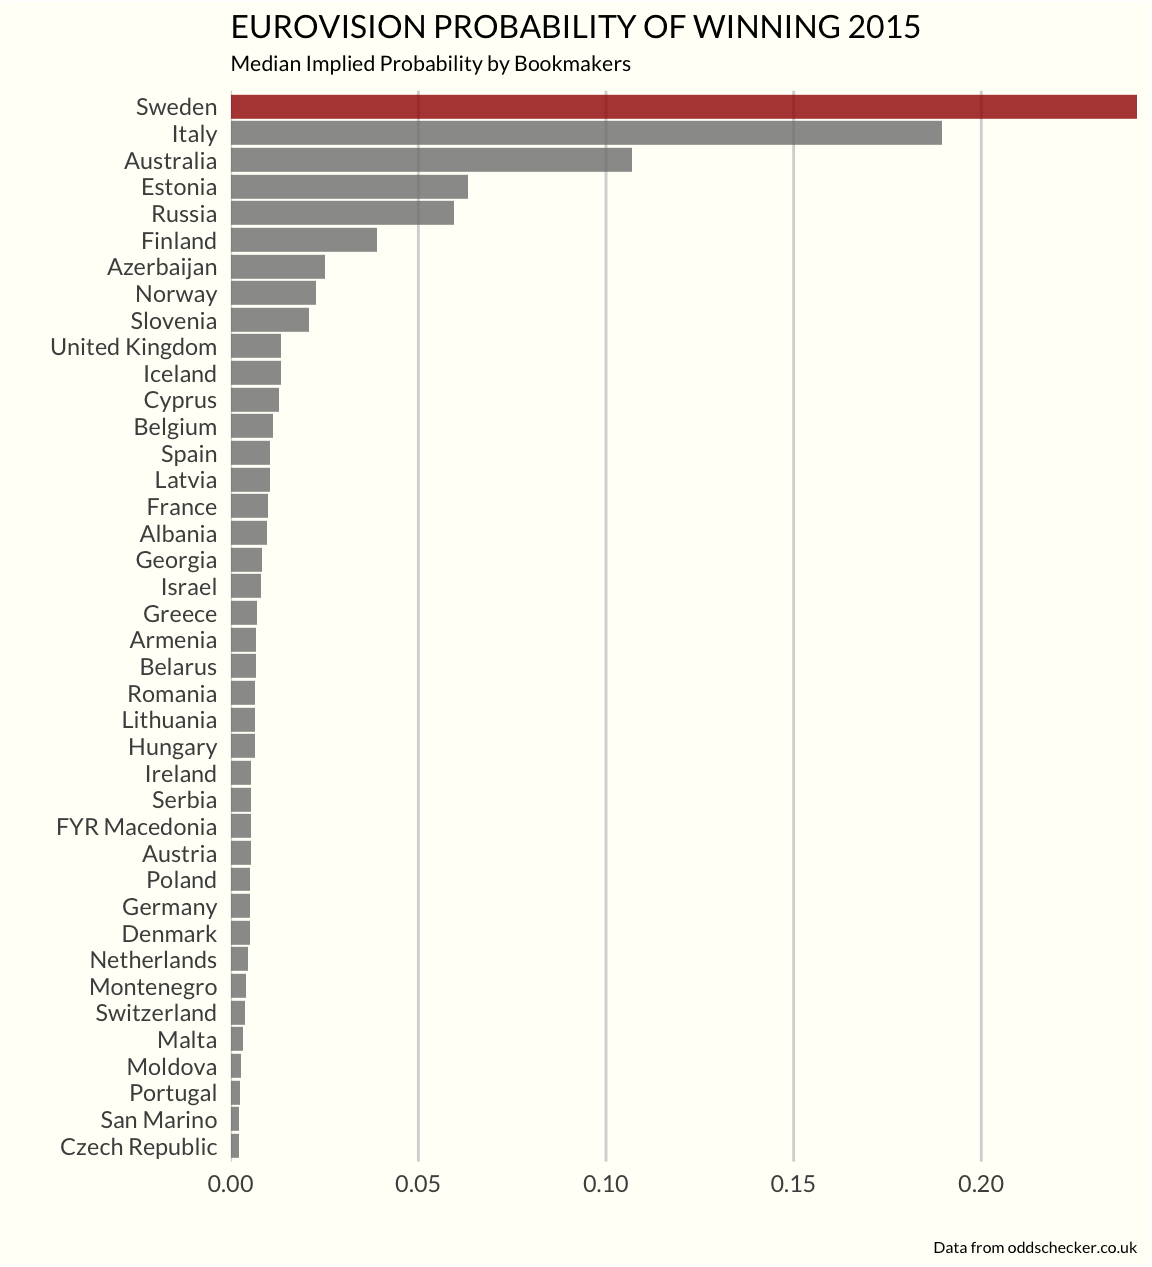 EUROVISION PROBABILITY OF WINNING 2015
Median Implied Probability by Bookmakers
Sweden
Italy
Australia
Estonia
Russia
Finland
Azerbaijan
Norway
Slovenia
United Kingdom
Iceland
Cyprus
Belgium
Spain
Latvia
France
Albania
Georgia
Israel
Greece
Armenia
Belarus
Romania
Lithuania
Hungary
Ireland
Serbia
FYR Macedonia
Austria
Poland
Germany
Denmark
Netherlands
Montenegro
Switzerland
Malta
Moldova
Portugal
San Marino
Czech Republic
0.00 0.05 0.10 0.15 0.20
Data from oddschecker.co.uk